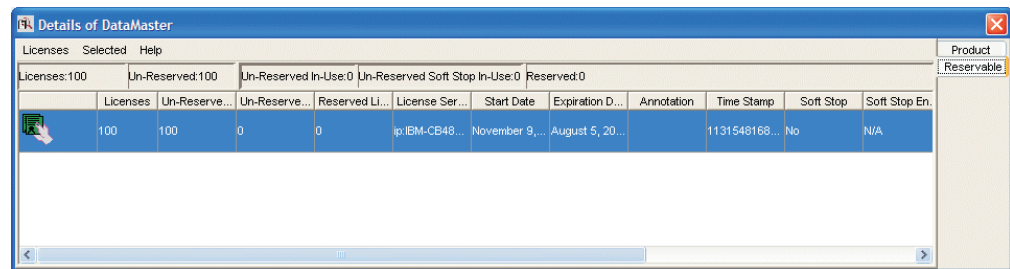 Details of DataMaster
Licenses Selected Help
Product
Reservable
Licenses:100 Un-Reserved:100 Un-Reserved In-Use:0 Un-Reserved Soft Stop In-Use:0 Reserved:0
Licenses Un-Reserve... Un-Reserve... Reserved Li... License Ser... Start Date Expiration D... Annotation Time Stamp Soft Stop Soft Stop En.
100 100 0 0 ip:IBM-CB48... November 9,... August 5, 20... 1131548168... No N/A